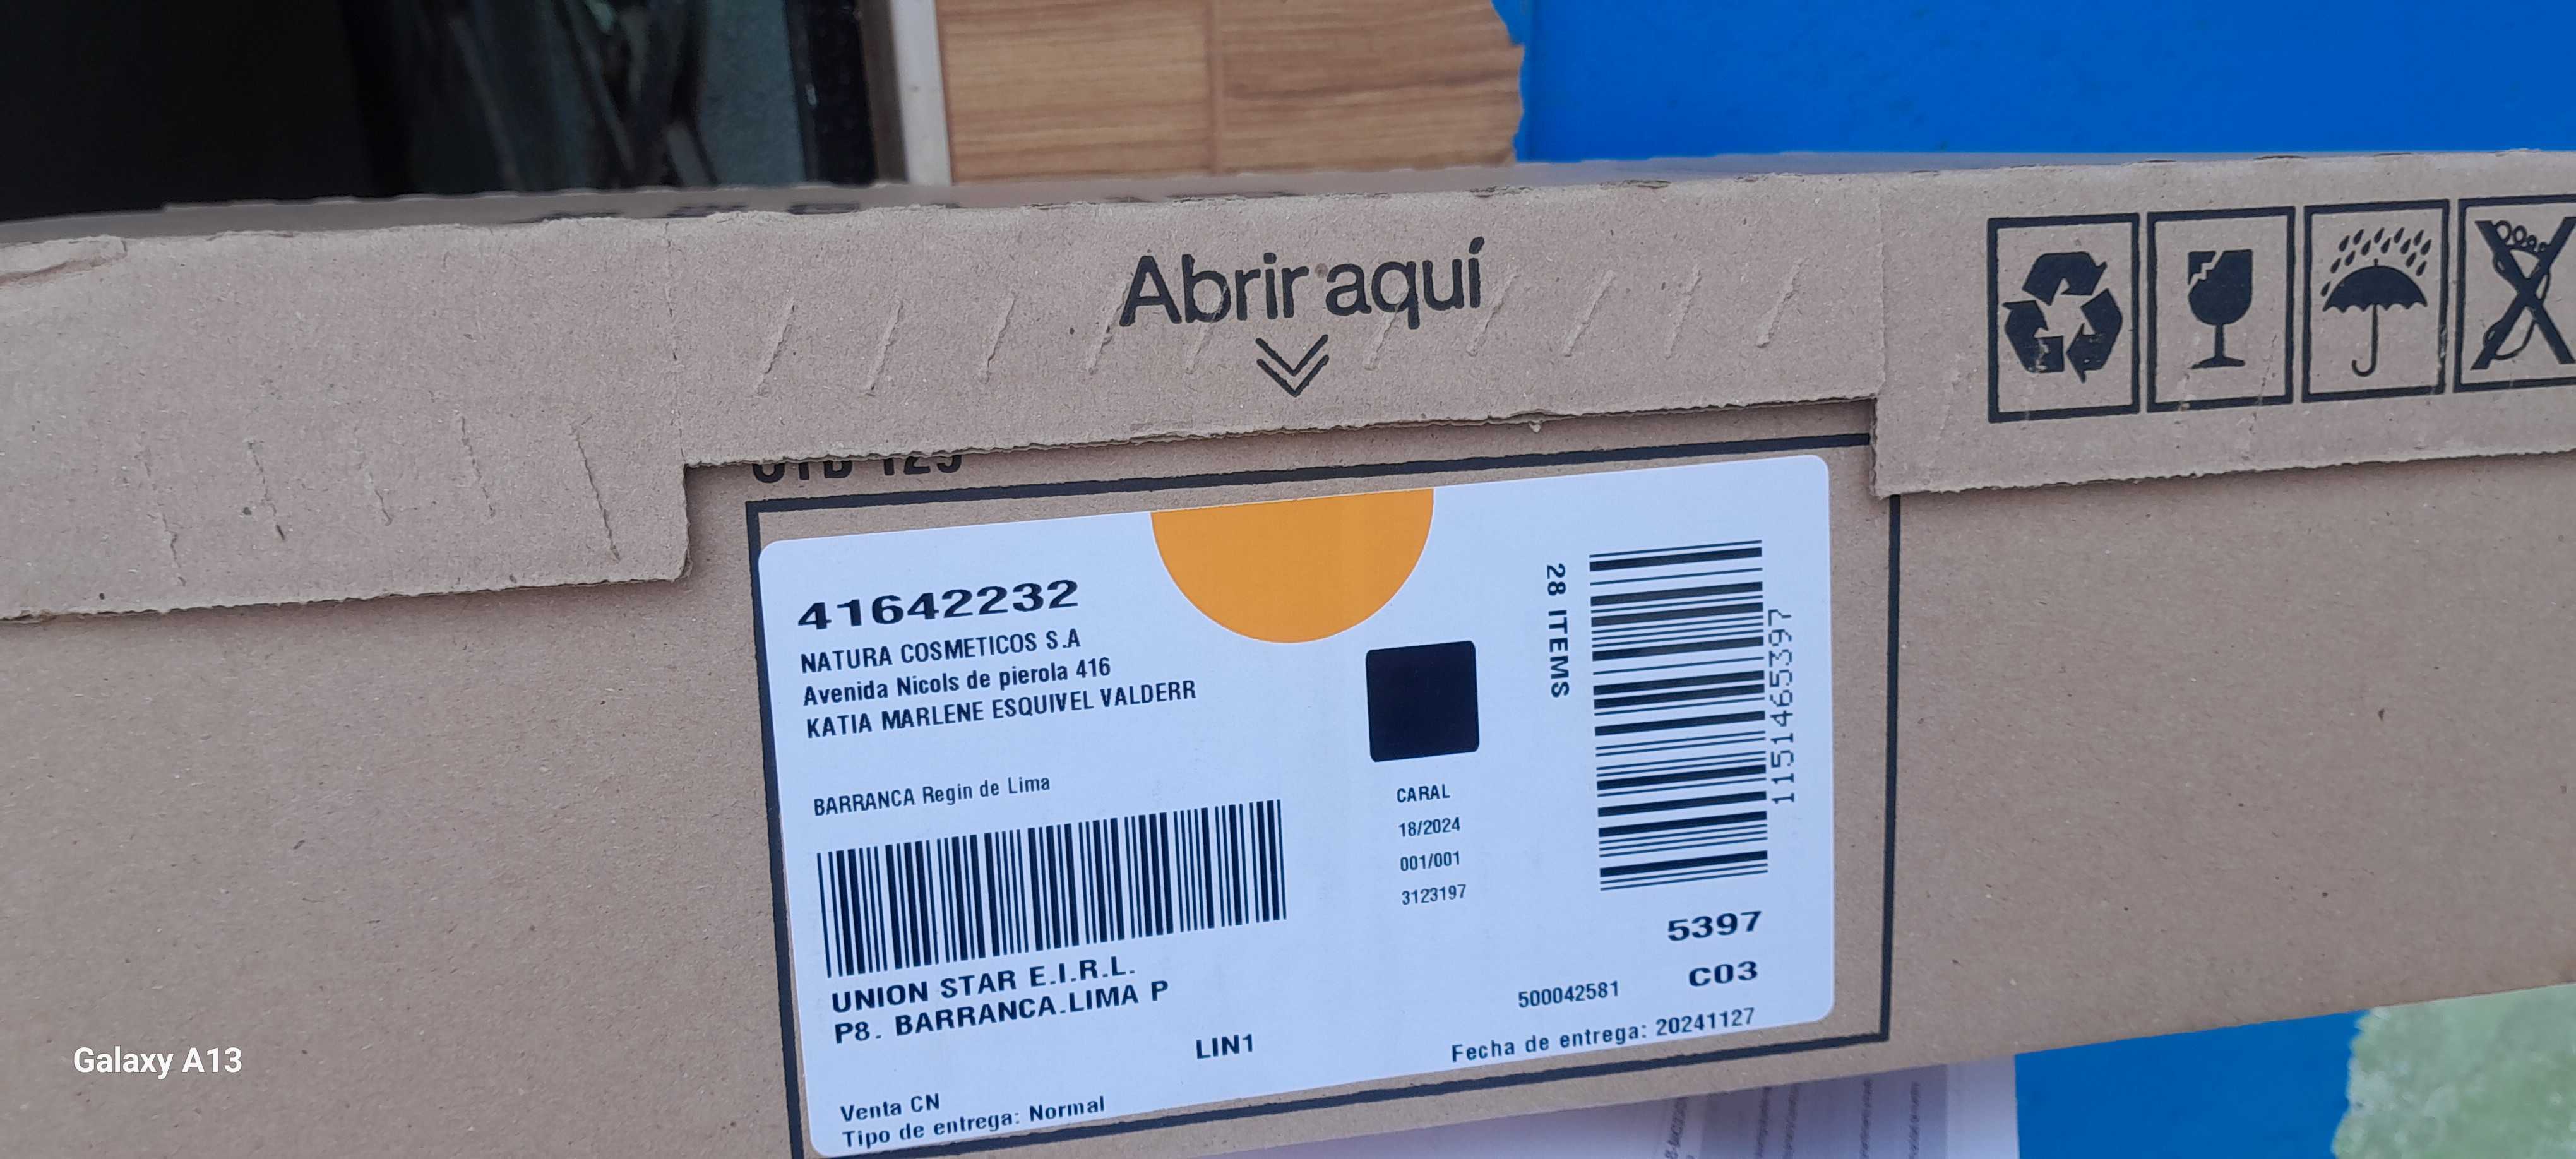 Abrir aquí
41642232
NATURA COSMETICOS S.A
Avenida Nicols de pierola 416
KATIA MARLENE ESQUIVEL VALDERR
BARRANCA Regin de Lima
UNION STAR E.I.R.L.
P8. BARRANCA.LIMA P
LIN1
Venta CN
Tipo de entrega: Normal
CARAL
18/2024
001/001
3123197
28 ITEMS
1151465397
5397
C03
500042581
Fecha de entrega: 20241127
Galaxy A13